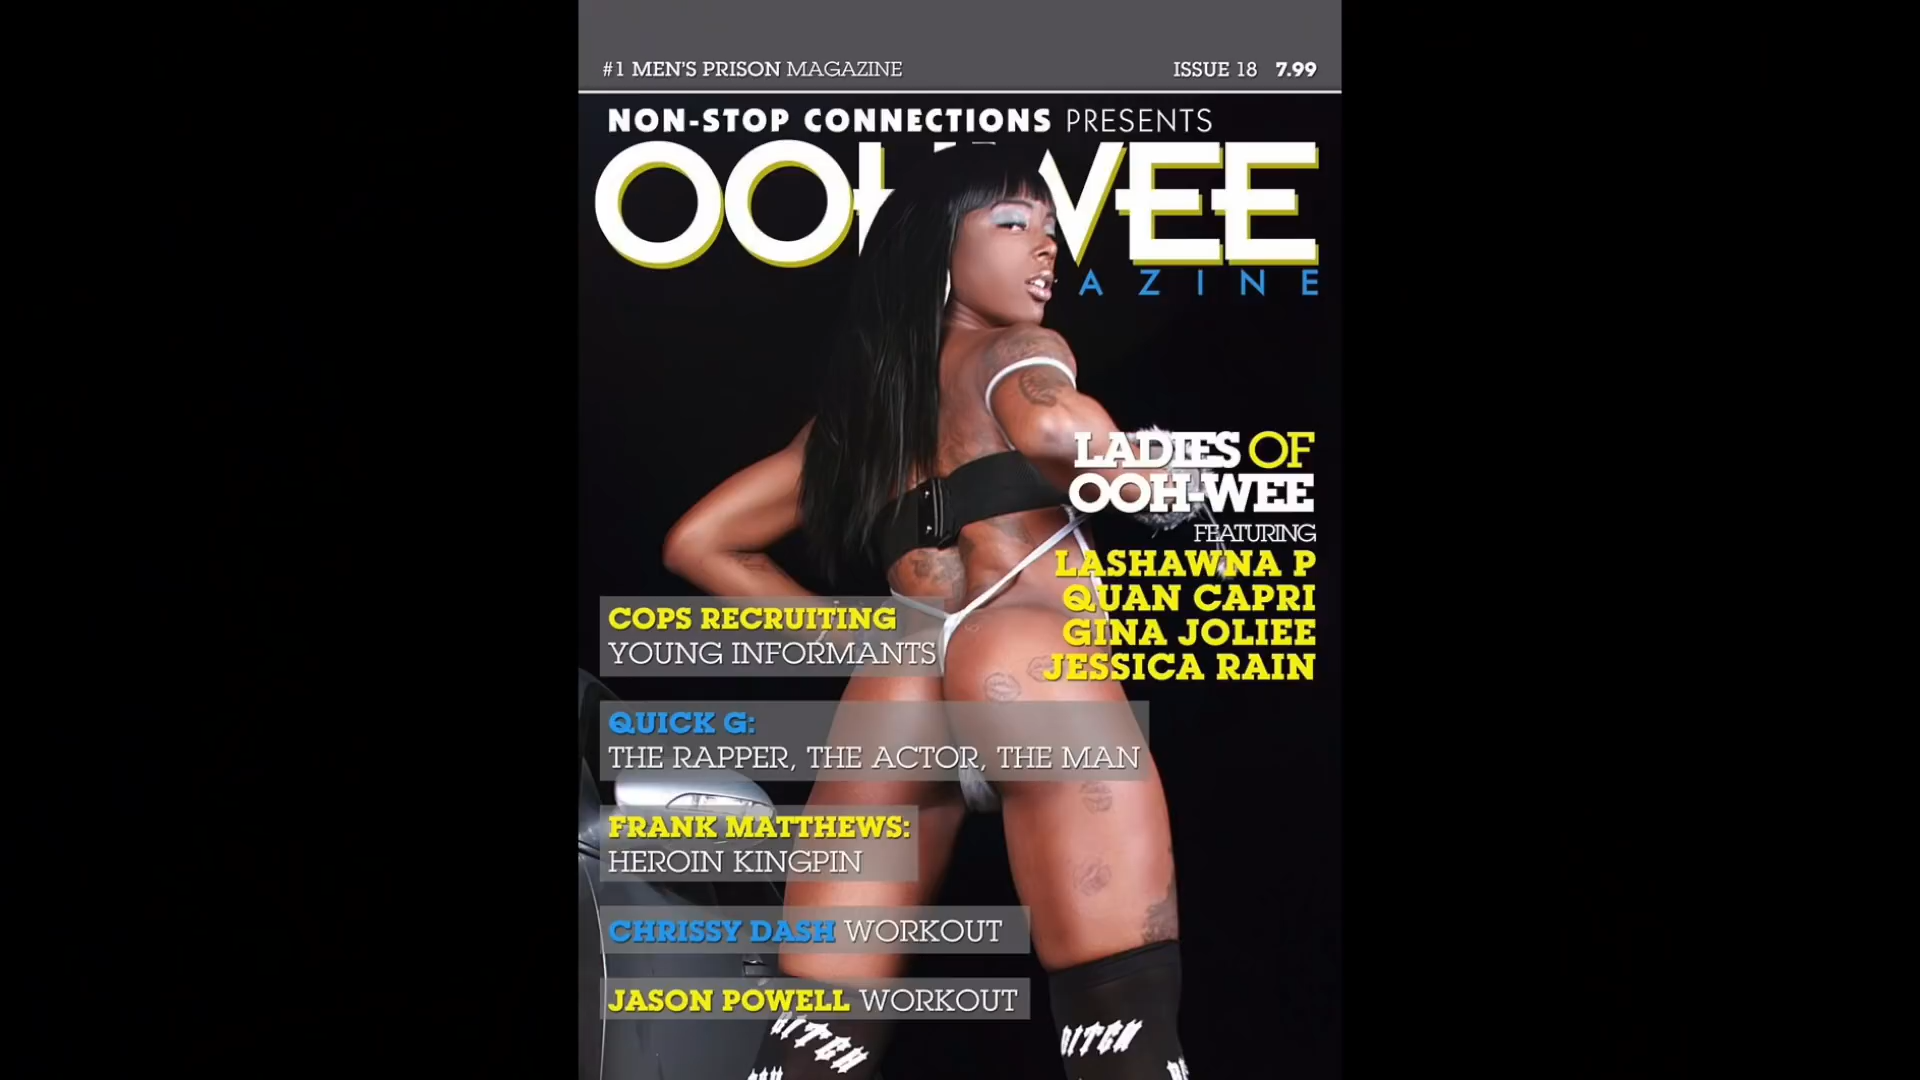 #1 MEN'S PRISON MAGAZINE
ISSUE 18 7.99
NON-STOP CONNECTIONS PRESENTS
OOH-WEE
AZINE
LADIES OF
OOH-WEE
FEATURING
LASHAWNA P
QUAN CAPRI
GINA JOLIEE
JESSICA RAIN
COPS RECRUITING
YOUNG INFORMANTS
QUICK G:
THE RAPPER, THE ACTOR, THE MAN
FRANK MATTHEWS:
HEROIN KINGPIN
CHRISSY DASH WORKOUT
JASON POWELL WORKOUT
BITCH
BITCH